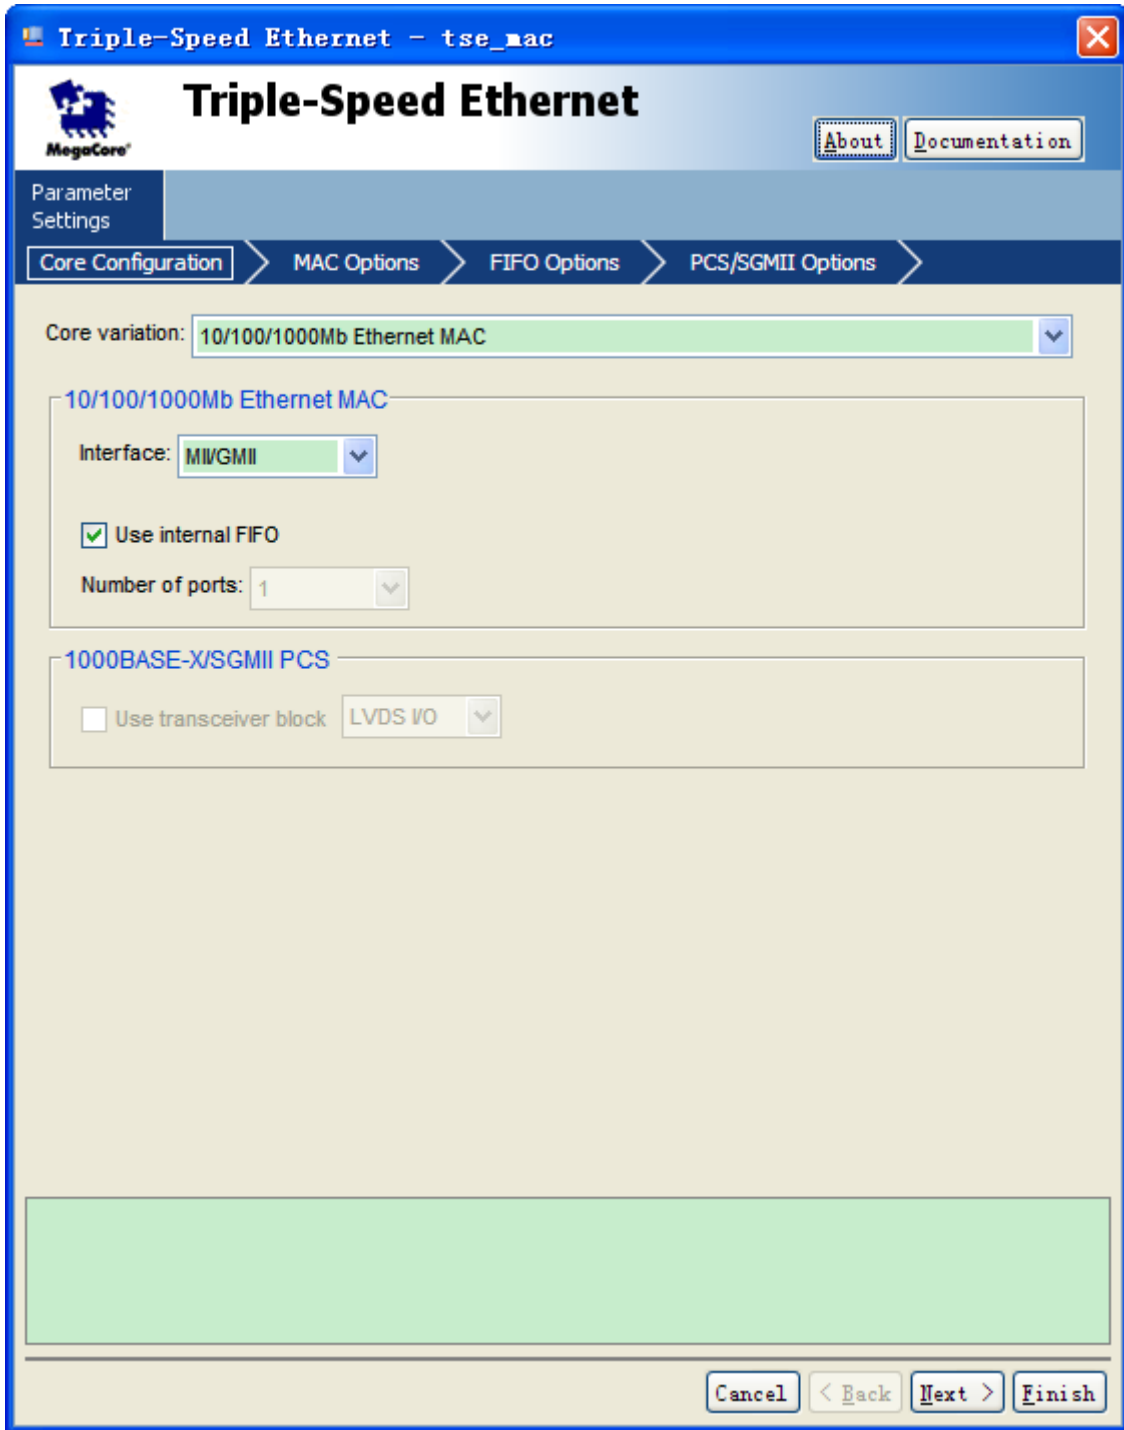 Triple-Speed Ethernet - tse_mac
Triple-Speed Ethernet
MegaCore®
About
Documentation
Parameter
Settings
Core Configuration
MAC Options
FIFO Options
PCS/SGMII Options
Core variation: 10/100/1000Mb Ethernet MAC
10/100/1000Mb Ethernet MAC
Interface: MII/GMII
Use internal FIFO
Number of ports: 1
1000BASE-X/SGMII PCS
Use transceiver block LVDS I/O
Cancel < Back Next > Finish